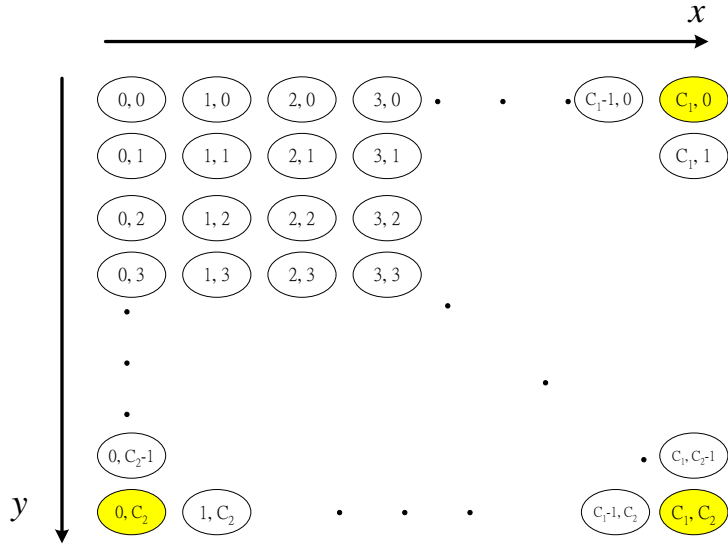 x
0, 0 1, 0 2, 0 3, 0 C₁-1, 0 C₁, 0
0, 1 1, 1 2, 1 3, 1 C₁, 1
0, 2 1, 2 2, 2 3, 2
0, 3 1, 3 2, 3 3, 3
0, C₂-1 C₁, C₂-1
y
0, C₂ 1, C₂ C₁-1, C₂ C₁, C₂